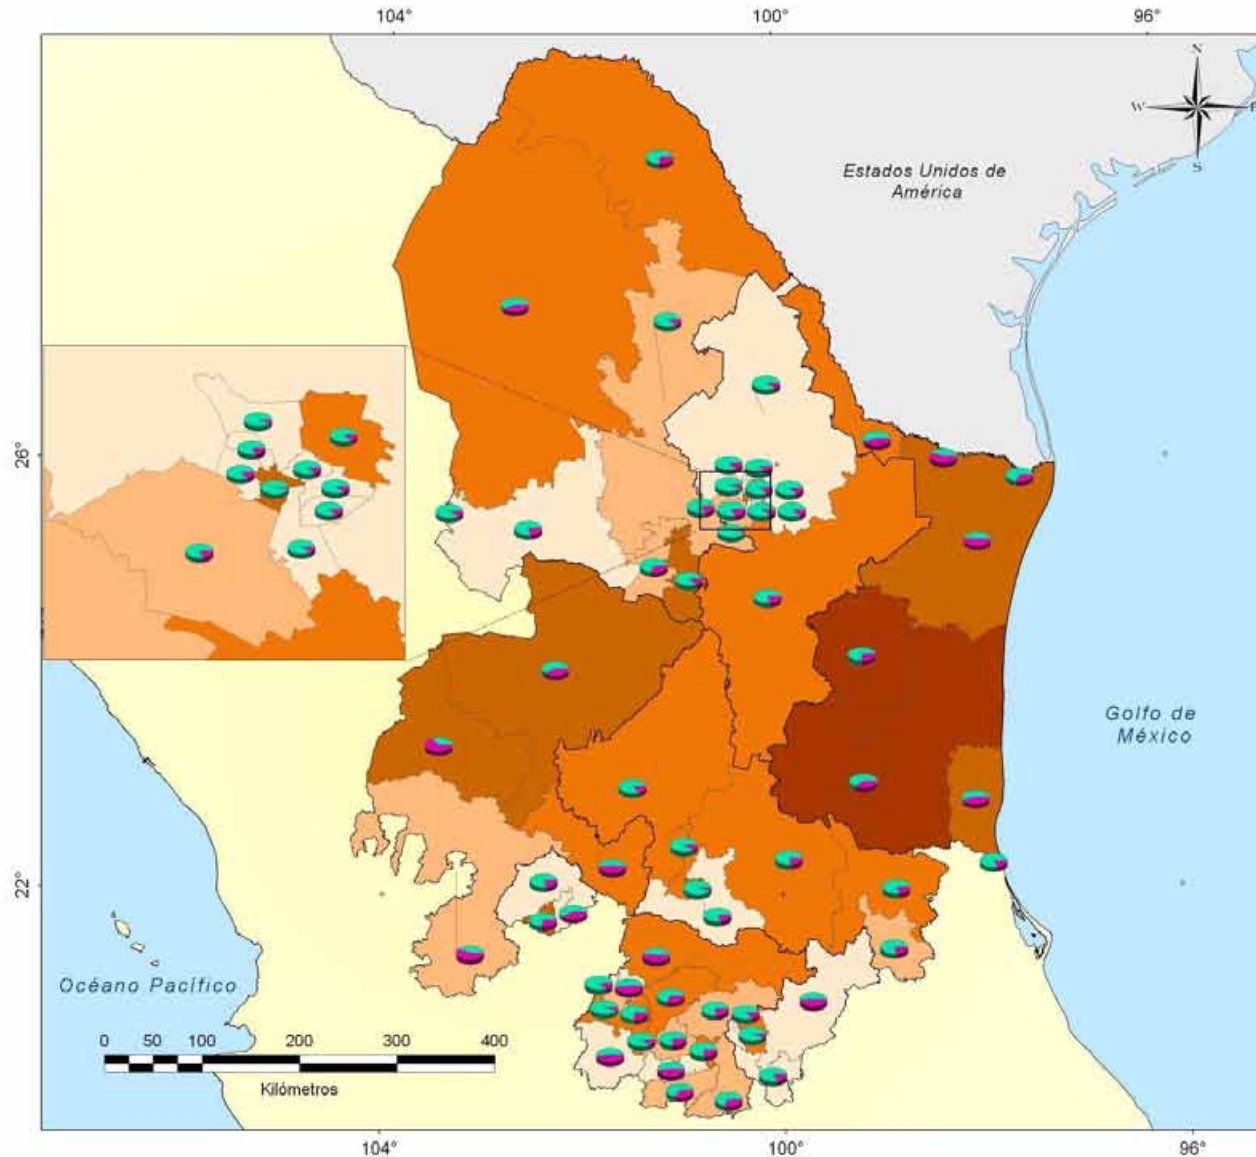 104°
100°
96°
N
W
E
S
Estados Unidos de
América
26°
Golfo de
México
22°
Océano Pacífico
0 50 100 200 300 400
Kilómetros
104°
100°
96°